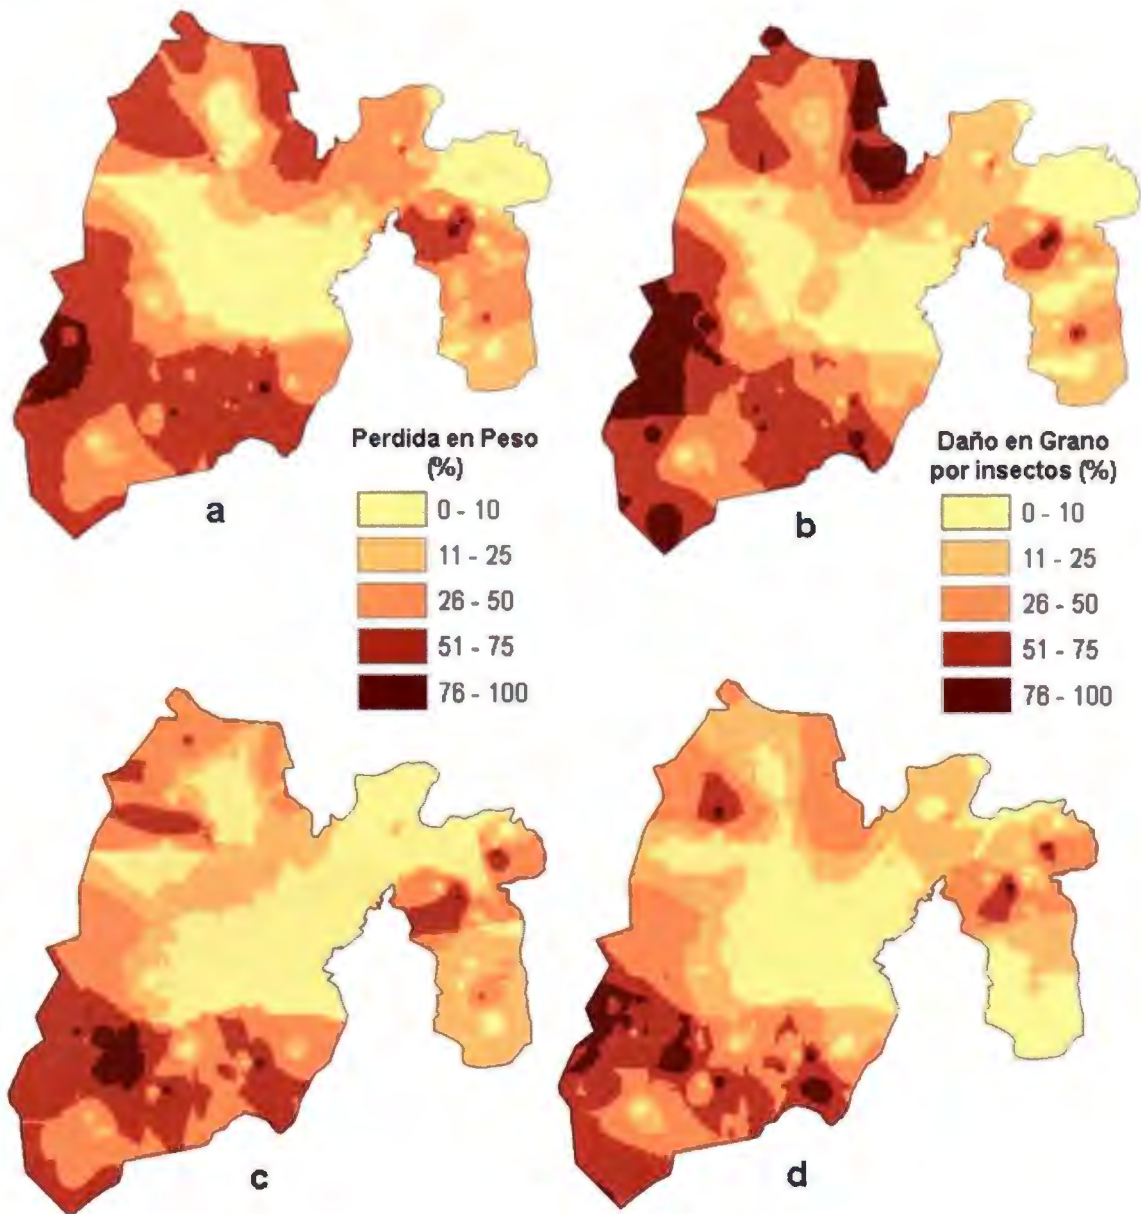 Perdida en Peso
(%)
0 - 10
11 - 25
26 - 50
51 - 75
76 - 100
a
Daño en Grano
por insectos (%)
0 - 10
11 - 25
26 - 50
51 - 75
76 - 100
b
c
d